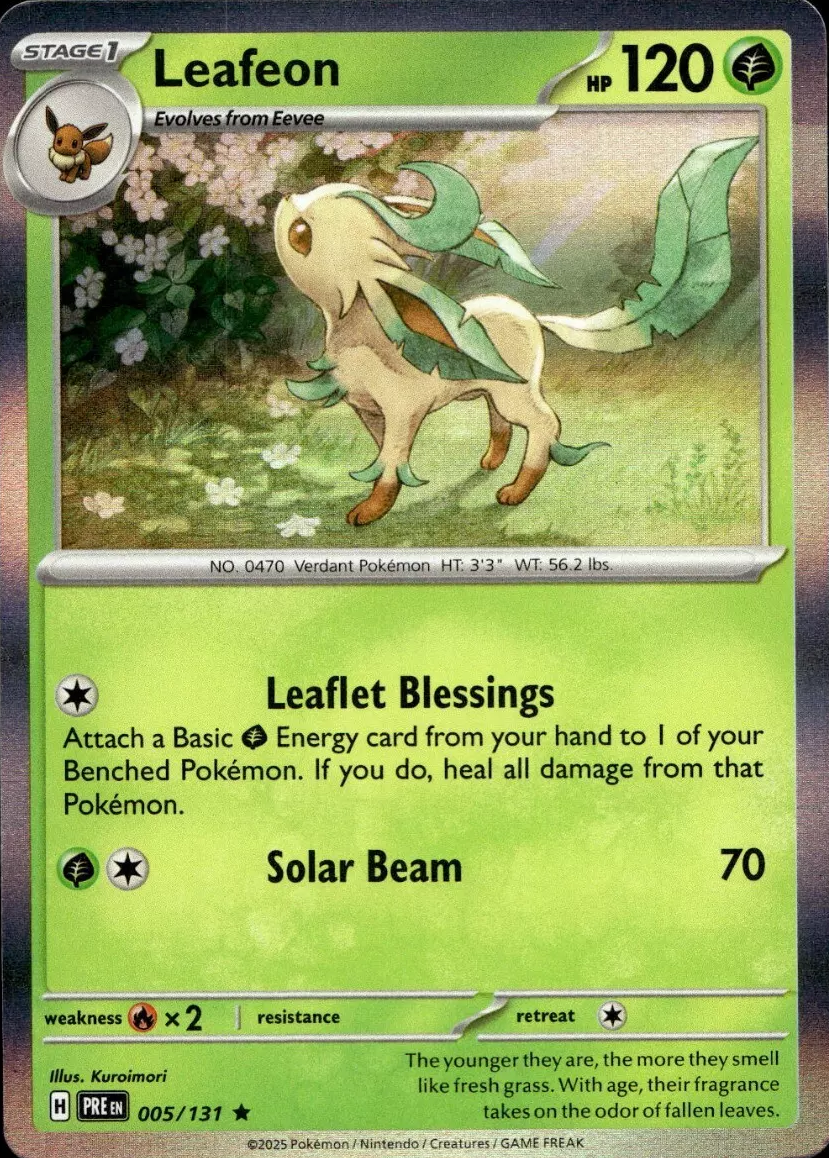 STAGE 1
Leafeon
HP 120
Evolves from Eevee
NO. 0470 Verdant Pokémon HT: 3'3" WT: 56.2 lbs.
Leaflet Blessings
Attach a Basic Energy card from your hand to 1 of your
Benched Pokémon. If you do, heal all damage from that
Pokémon.
Solar Beam 70
weakness ×2 resistance retreat
Illus. Kuroimori
H PRE EN 005/131 ★
The younger they are, the more they smell
like fresh grass. With age, their fragrance
takes on the odor of fallen leaves.
©2025 Pokémon / Nintendo / Creatures / GAME FREAK